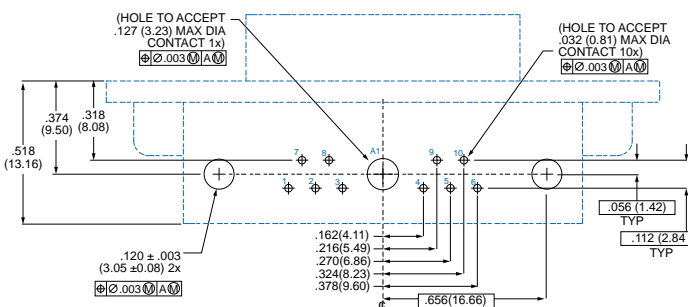 (HOLE TO ACCEPT
.127 (3.23) MAX DIA
CONTACT 1x)
⌖ Ø.003 Ⓜ A Ⓜ
(HOLE TO ACCEPT
.032 (0.81) MAX DIA
CONTACT 10x)
⌖ Ø.003 Ⓜ A Ⓜ
.518
(13.16)
.374
(9.50)
.318
(8.08)
7 8 A1 9 10
1 2 3 4 5 6
.056 (1.42)
TYP
.112 (2.84
TYP
.120 ± .003
(3.05 ±0.08) 2x
⌖ Ø.003 Ⓜ A Ⓜ
.162(4.11)
.216(5.49)
.270(6.86)
.324(8.23)
.378(9.60)
.656(16.66)